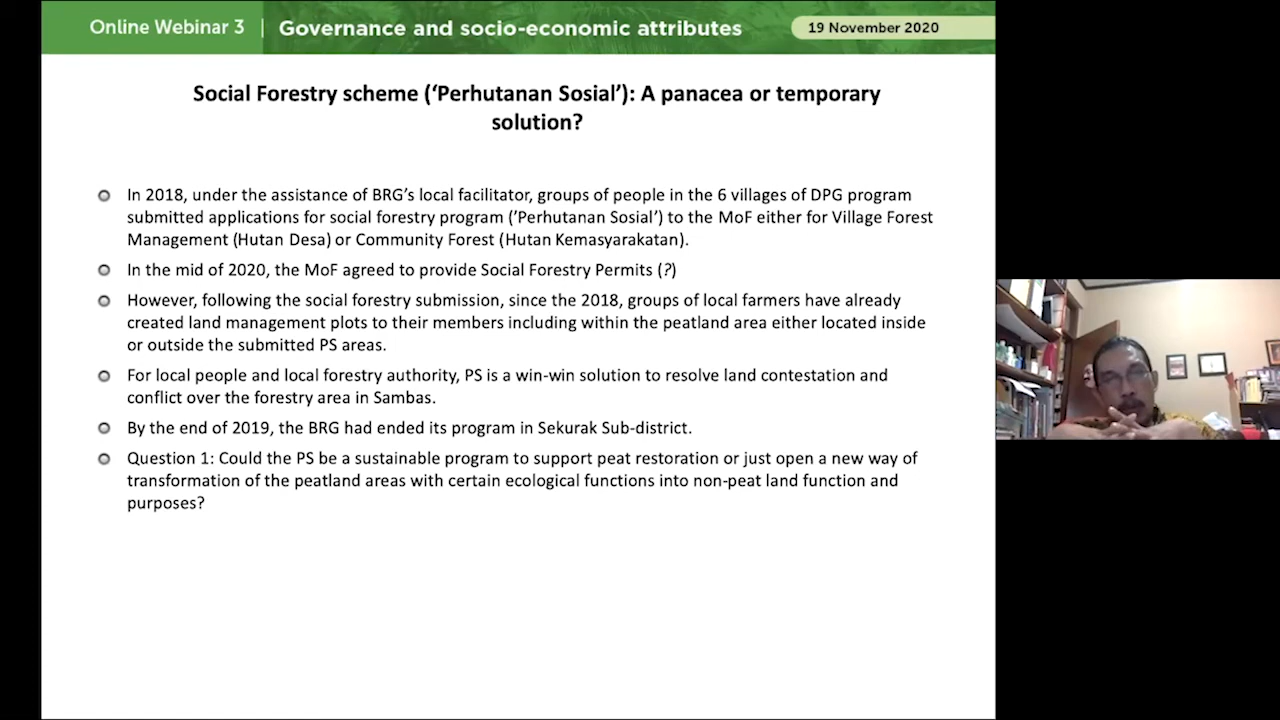 Online Webinar 3 | Governance and socio-economic attributes 19 November 2020
Social Forestry scheme (‘Perhutanan Sosial’): A panacea or temporary
solution?
In 2018, under the assistance of BRG’s local facilitator, groups of people in the 6 villages of DPG program
submitted applications for social forestry program (’Perhutanan Sosial’) to the MoF either for Village Forest
Management (Hutan Desa) or Community Forest (Hutan Kemasyarakatan).
In the mid of 2020, the MoF agreed to provide Social Forestry Permits (?)
However, following the social forestry submission, since the 2018, groups of local farmers have already
created land management plots to their members including within the peatland area either located inside
or outside the submitted PS areas.
For local people and local forestry authority, PS is a win-win solution to resolve land contestation and
conflict over the forestry area in Sambas.
By the end of 2019, the BRG had ended its program in Sekurak Sub-district.
Question 1: Could the PS be a sustainable program to support peat restoration or just open a new way of
transformation of the peatland areas with certain ecological functions into non-peat land function and
purposes?